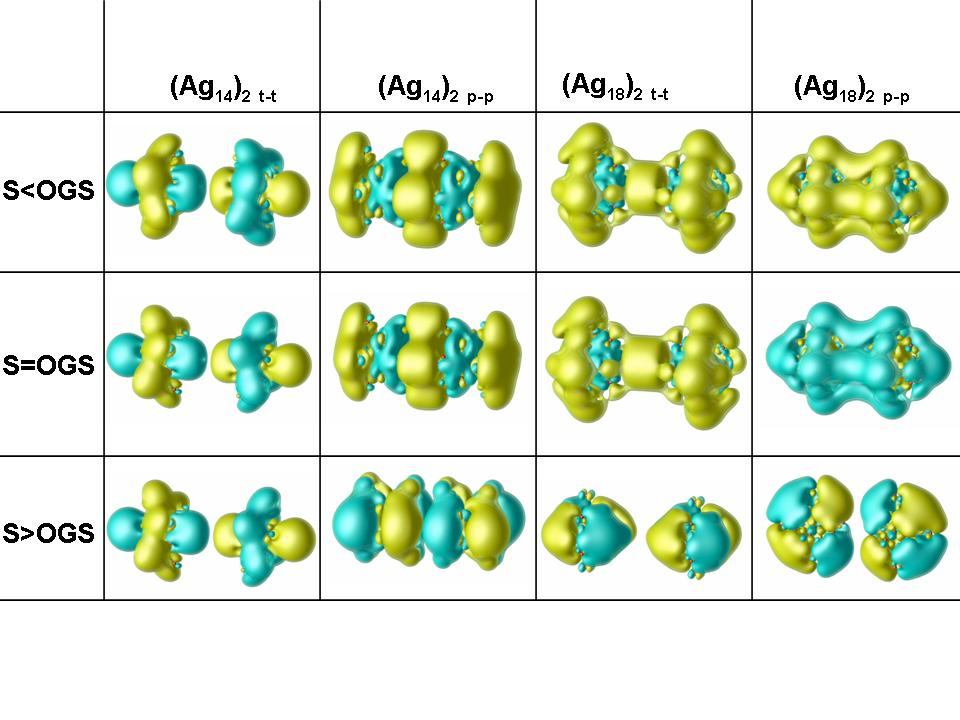 (Ag14)2 t-t (Ag14)2 p-p (Ag18)2 t-t (Ag18)2 p-p
S<OGS
S=OGS
S>OGS